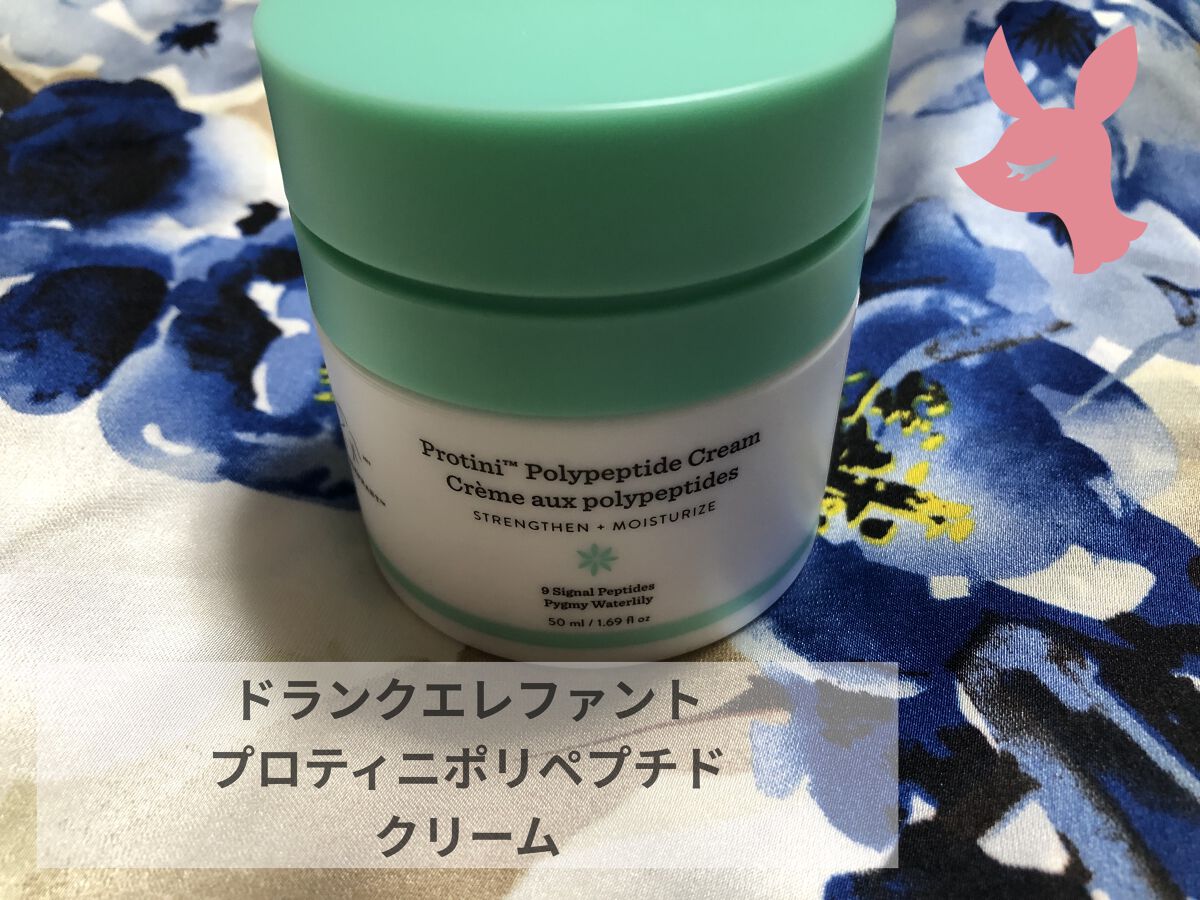 Protini™ Polypeptide Cream
Crème aux polypeptides
STRENGTHEN + MOISTURIZE
9 Signal Peptides
Pygmy Waterlily
50 ml / 1.69 fl oz
ドランクエレファント
プロティニポリペプチド
クリーム